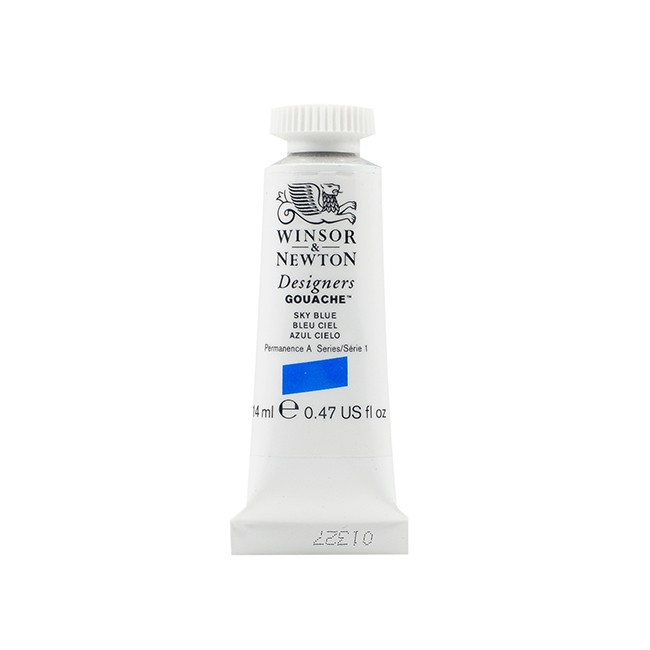 WINSOR
&
NEWTON
Designers
GOUACHE™
SKY BLUE
BLEU CIEL
AZUL CIELO
Permanence A Series/Série 1
14 ml ℮ 0.47 US fl oz